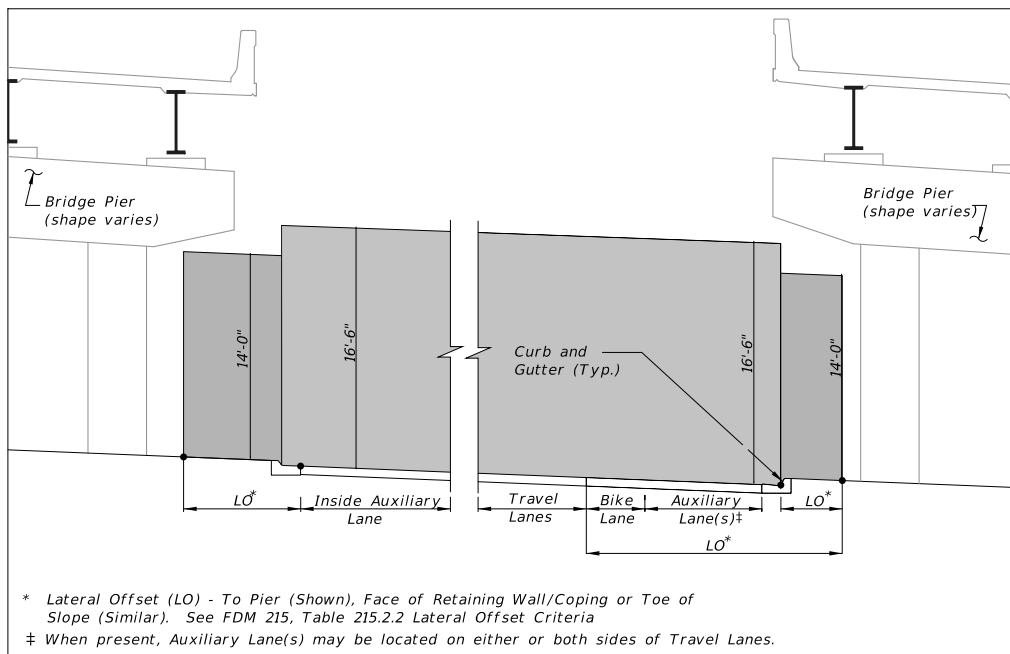 Bridge Pier
(shape varies)
Bridge Pier
(shape varies)
14'-0"
16'-6"
Curb and
Gutter (Typ.)
16'-6"
14'-0"
LO*
Inside Auxiliary
Lane
Travel
Lanes
Bike
Lane
Auxiliary
Lane(s)‡
LO*
LO*
* Lateral Offset (LO) - To Pier (Shown), Face of Retaining Wall/Coping or Toe of
Slope (Similar). See FDM 215, Table 215.2.2 Lateral Offset Criteria
‡ When present, Auxiliary Lane(s) may be located on either or both sides of Travel Lanes.